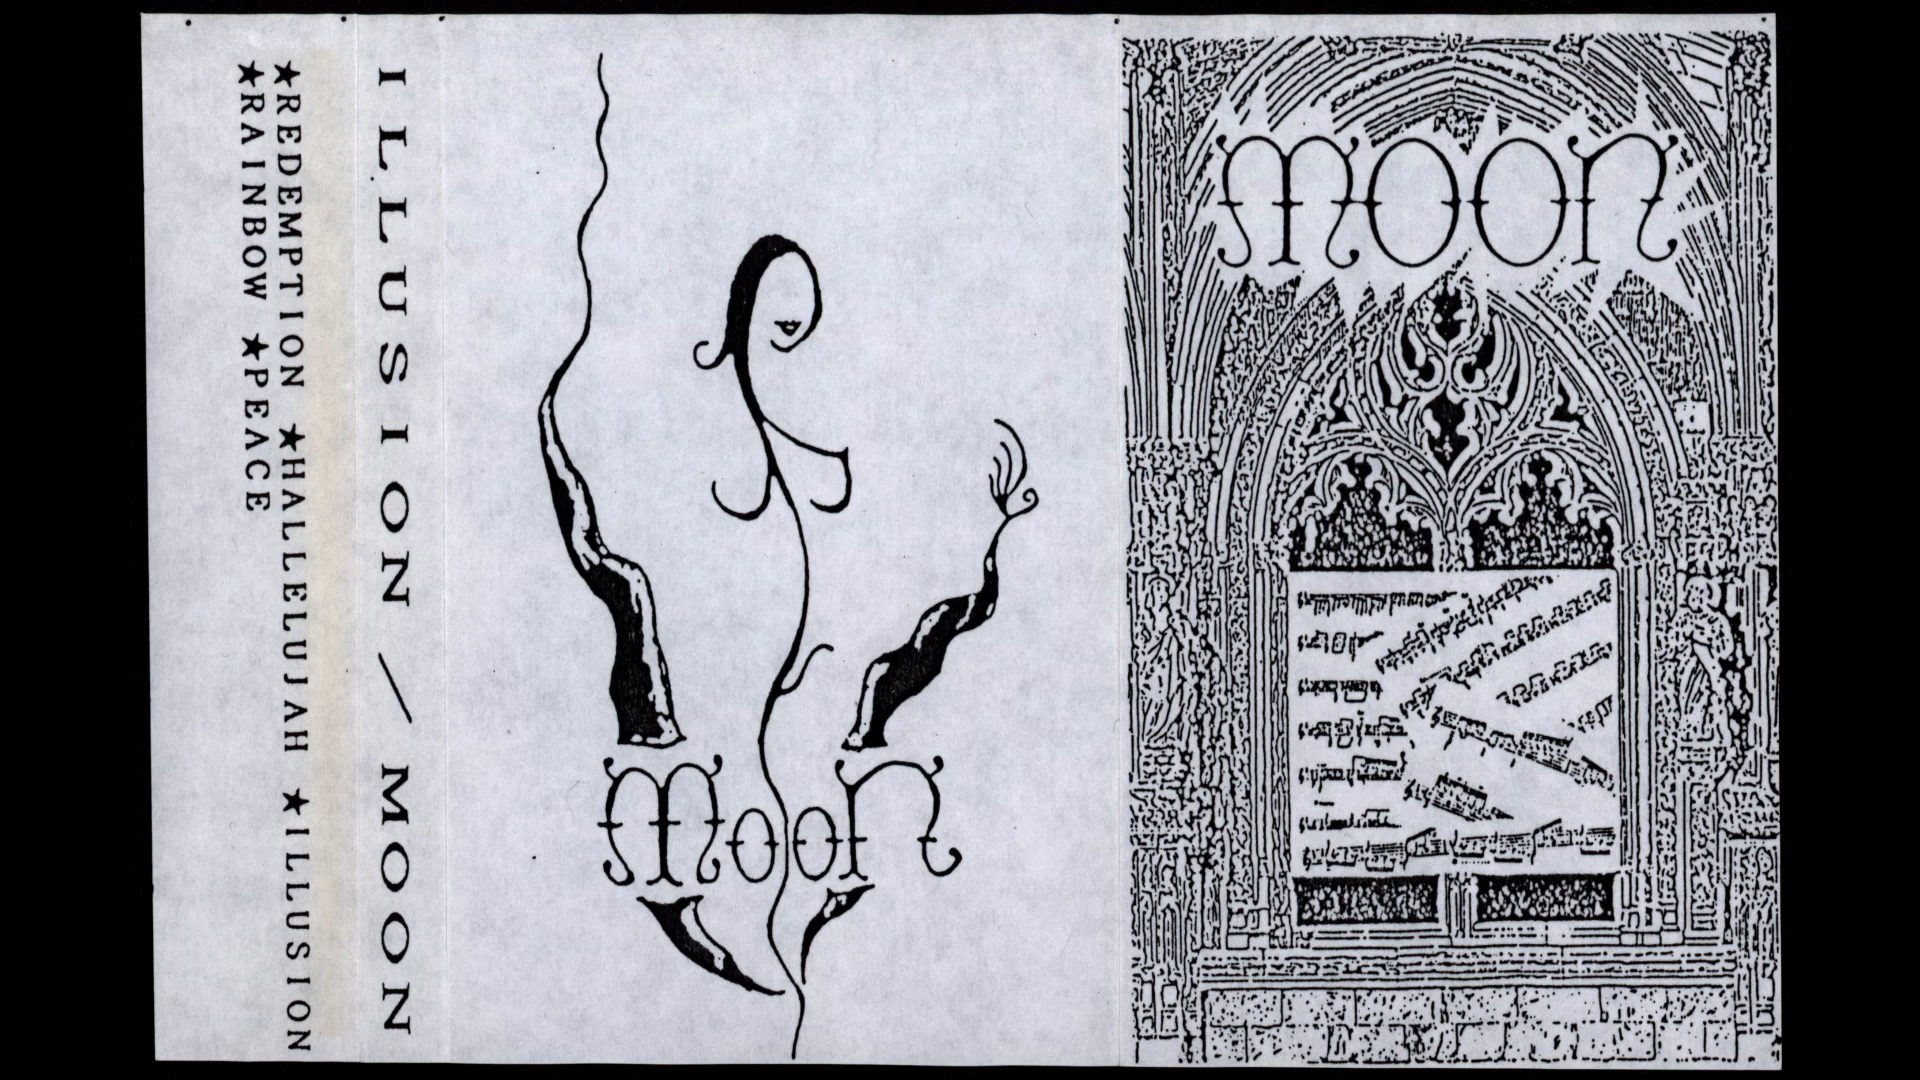 ★REDEMPTION ★HALLELUJAH ★ILLUSION
★RAINBOW ★PEACE
ILLUSION / MOON
MOON
MOON